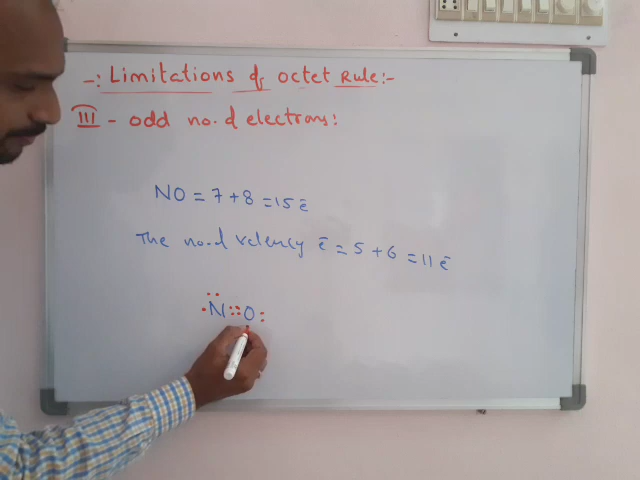 -: Limitations of octet Rule:-
III - odd no. of electrons:
NO = 7 + 8 = 15 ē
The no. of valency ē = 5 + 6 = 11 ē
·N::O: